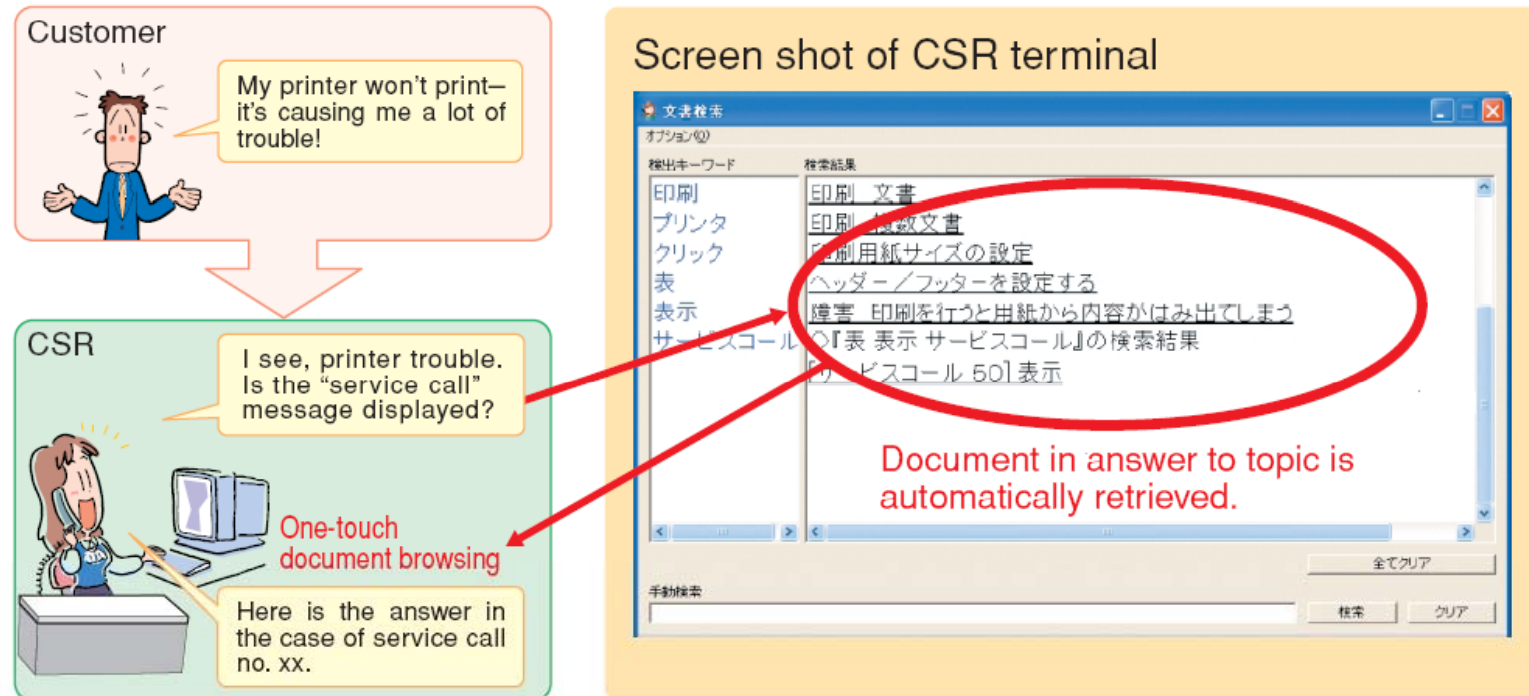 Customer
My printer won't print—
it's causing me a lot of
trouble!
CSR
I see, printer trouble.
Is the “service call”
message displayed?
One-touch
document browsing
Here is the answer in
the case of service call
no. xx.
Screen shot of CSR terminal
文書検索
オプション(O)
検出キーワード
検索結果
印刷
プリンタ
クリック
表
表示
サービスコール
印刷 文書
印刷 複数文書
印刷用紙サイズの設定
ヘッダー／フッターを設定する
障害 印刷を行うと用紙から内容がはみ出てしまう
◇『表 表示 サービスコール』の検索結果
[サービスコール 50] 表示
Document in answer to topic is
automatically retrieved.
全てクリア
手動検索
検索
クリア